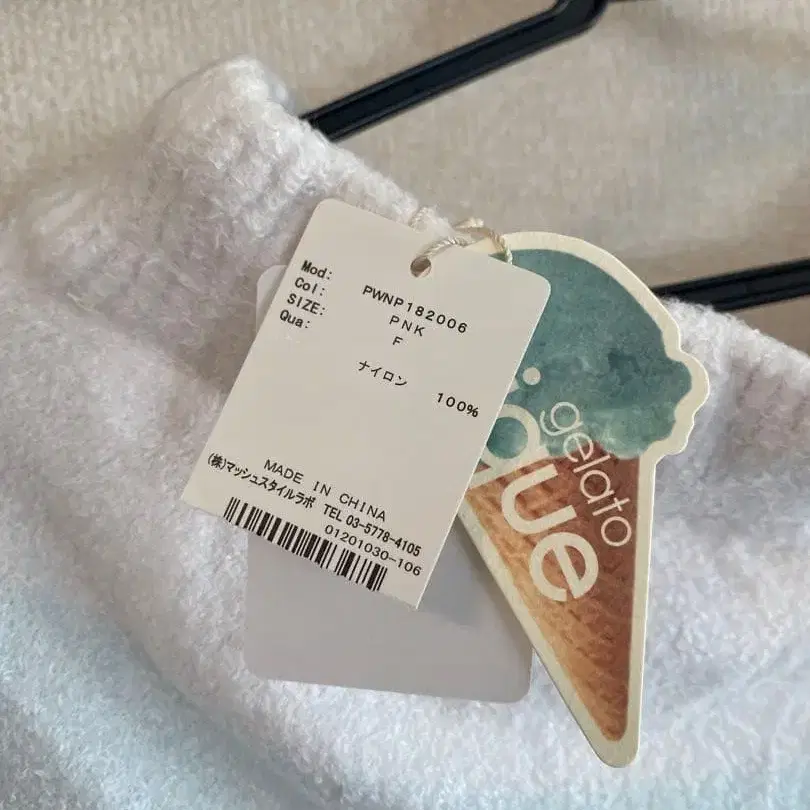 Mod: PWNP182006
Col: PNK
SIZE: F
Qua:
ナイロン 100%
MADE IN CHINA
(株)マッシュスタイルラボ TEL 03-5778-4105
01201030-106
gelato
que